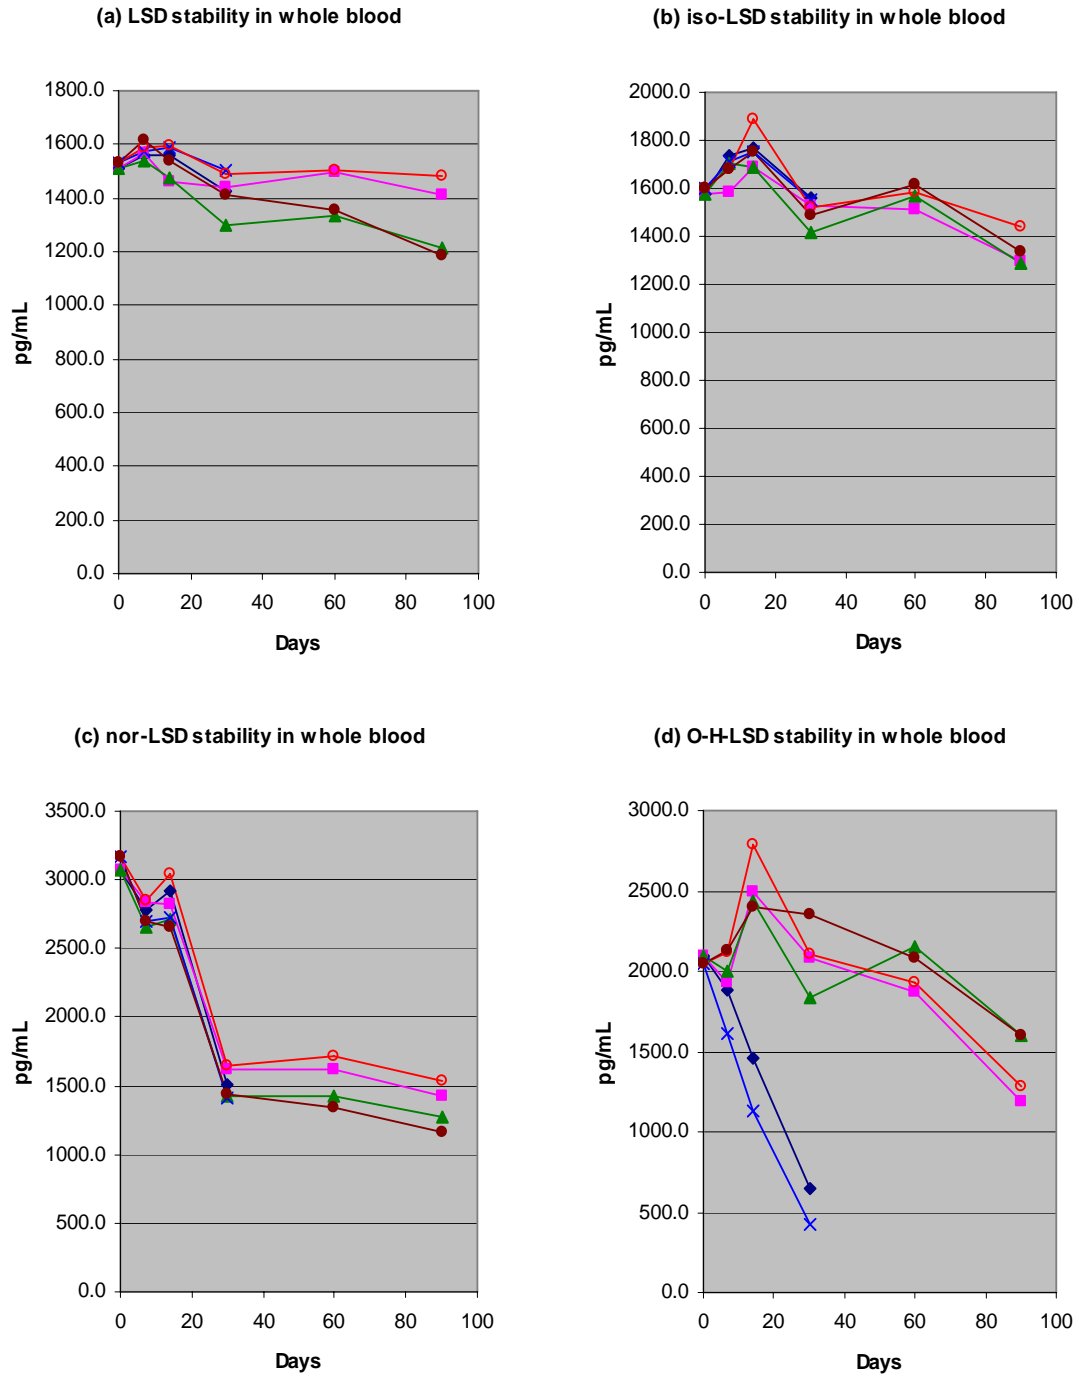 (a) LSD stability in whole blood
1800.0
1600.0
1400.0
1200.0
1000.0
800.0
600.0
400.0
200.0
0.0
pg/mL
0 20 40 60 80 100
Days
(b) iso-LSD stability in whole blood
2000.0
1800.0
1600.0
1400.0
1200.0
1000.0
800.0
600.0
400.0
200.0
0.0
pg/mL
0 20 40 60 80 100
Days
(c) nor-LSD stability in whole blood
3500.0
3000.0
2500.0
2000.0
1500.0
1000.0
500.0
0.0
pg/mL
0 20 40 60 80 100
Days
(d) O-H-LSD stability in whole blood
3000.0
2500.0
2000.0
1500.0
1000.0
500.0
0.0
pg/mL
0 20 40 60 80 100
Days